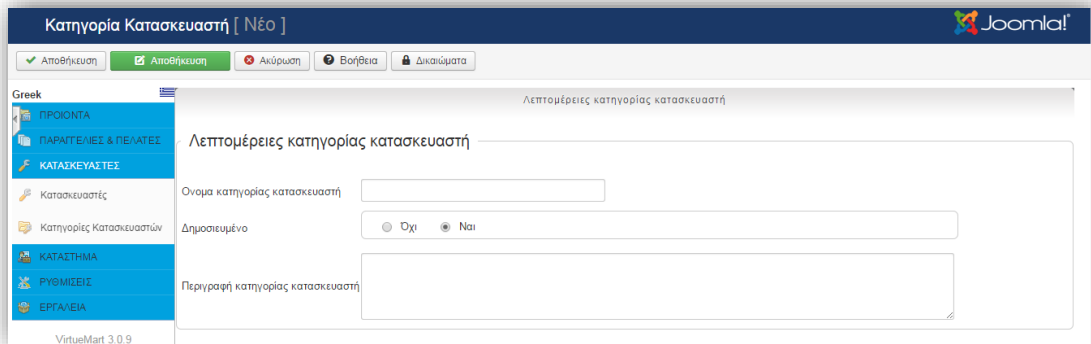 Κατηγορία Κατασκευαστή [ Νέο ]
Joomla!
Αποθήκευση Αποθήκευση Ακύρωση Βοήθεια Δικαιώματα
Greek
Λεπτομέρειες κατηγορίας κατασκευαστή
ΠΡΟΙΟΝΤΑ
ΠΑΡΑΓΓΕΛΙΕΣ & ΠΕΛΑΤΕΣ
Λεπτομέρειες κατηγορίας κατασκευαστή
ΚΑΤΑΣΚΕΥΑΣΤΕΣ
Κατασκευαστές
Ονομα κατηγορίας κατασκευαστή
Κατηγορίες Κατασκευαστών
Δημοσιευμένο Όχι Ναι
ΚΑΤΑΣΤΗΜΑ
ΡΥΘΜΙΣΕΙΣ
Περιγραφή κατηγορίας κατασκευαστή
ΕΡΓΑΛΕΙΑ
VirtueMart 3.0.9